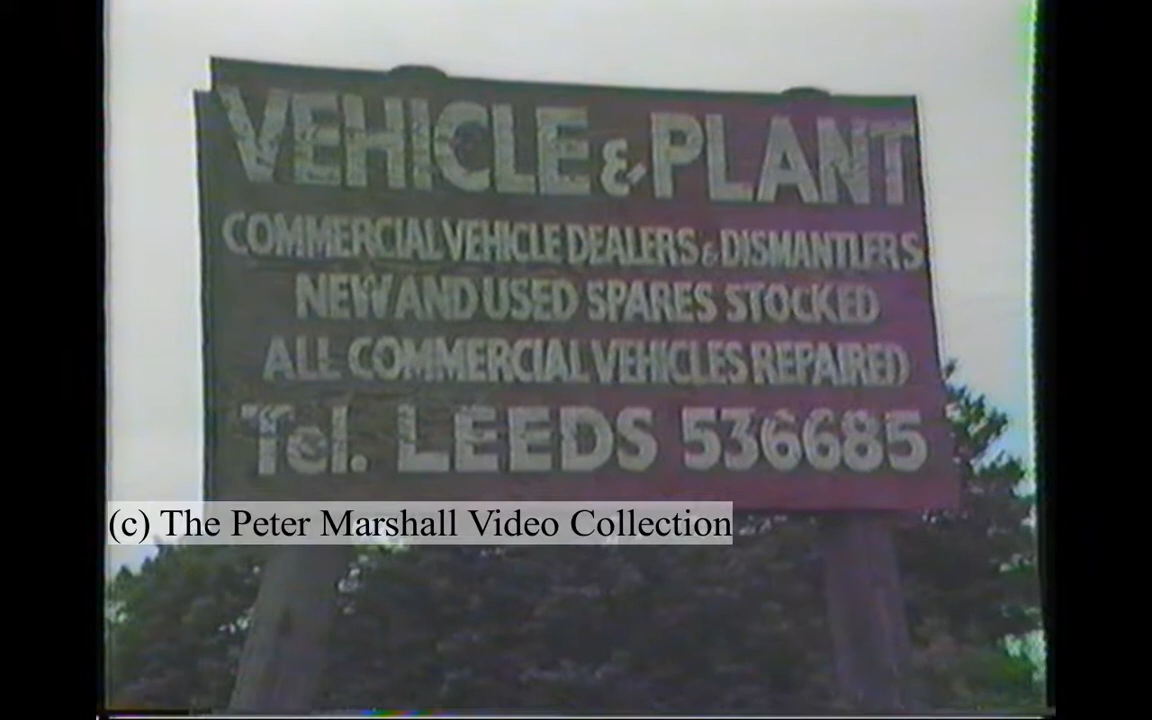 VEHICLE & PLANT
COMMERCIAL VEHICLE DEALERS & DISMANTLERS
NEW AND USED SPARES STOCKED
ALL COMMERCIAL VEHICLES REPAIRED
Tel. LEEDS 536685
(c) The Peter Marshall Video Collection